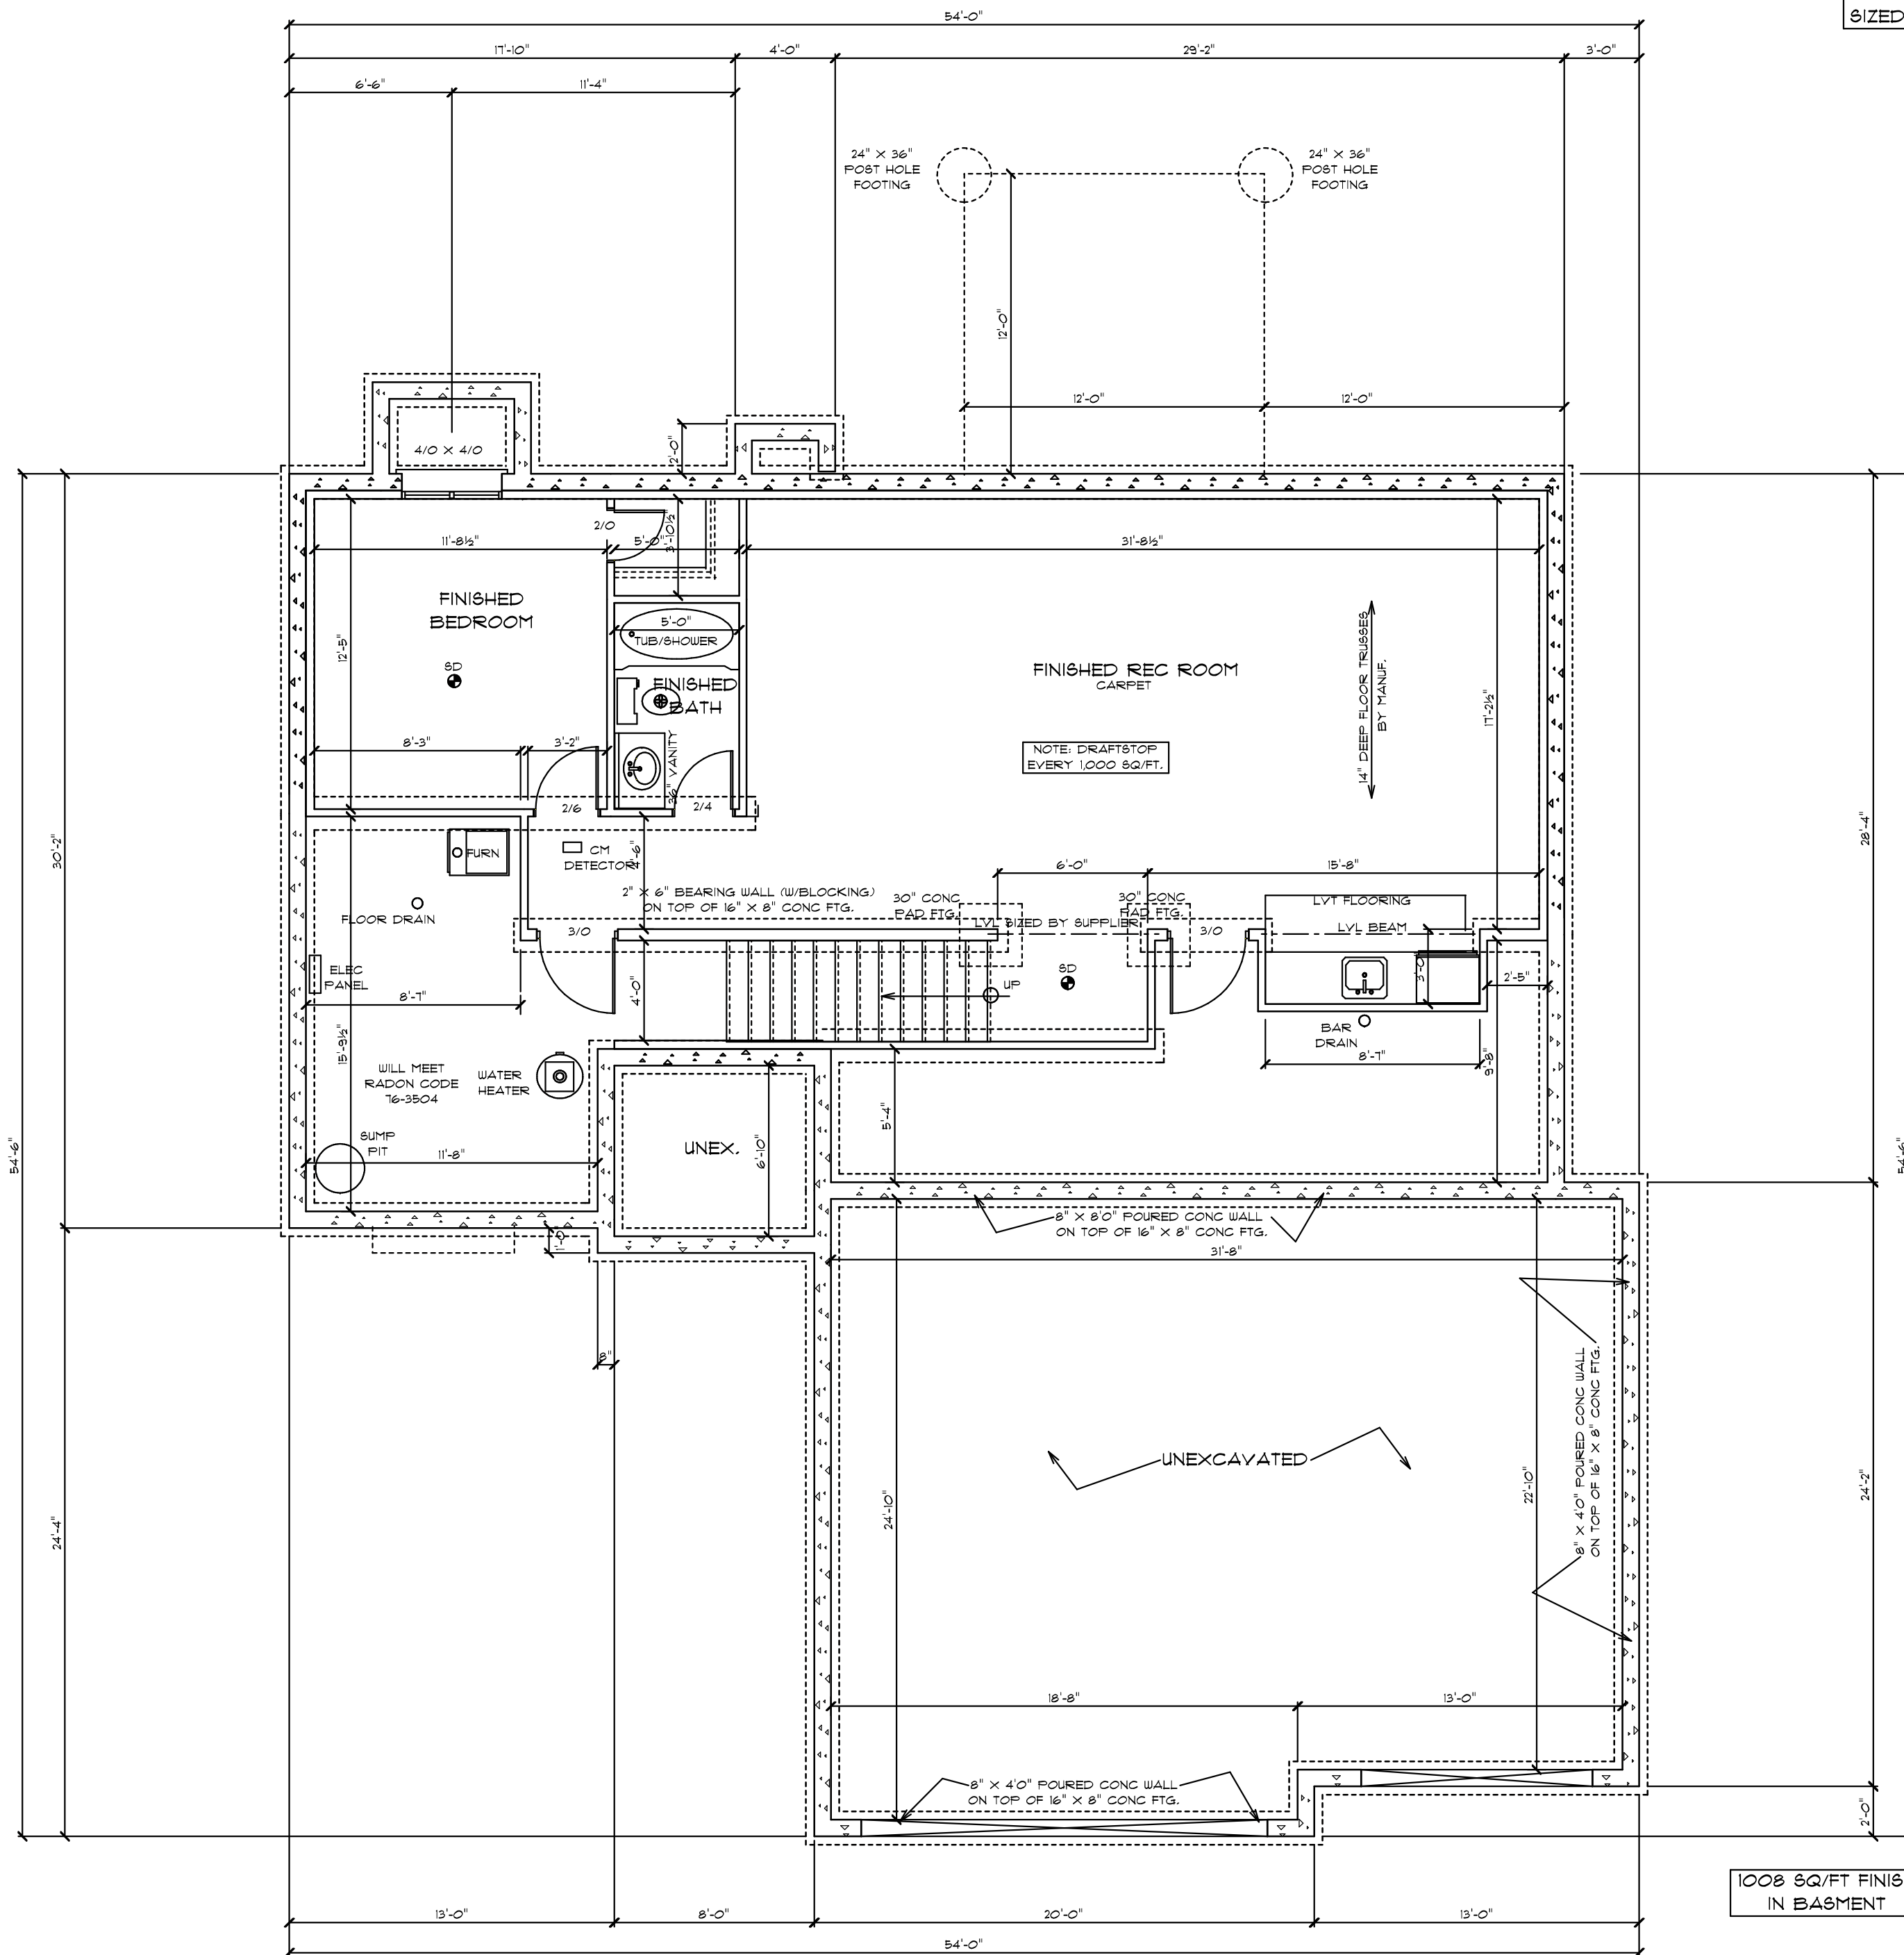 SIZED
54'-0"
17'-10"
4'-0"
29'-2"
3'-0"
6'-6"
11'-4"
24" X 36"
POST HOLE
FOOTING
24" X 36"
POST HOLE
FOOTING
12'-0"
12'-0"
12'-0"
2'-0"
4/0 X 4/0
2/0
3'-10½"
11'-8½"
5'-0"
31'-8½"
FINISHED
BEDROOM
12'-5"
SD
5'-0"
TUB/SHOWER
FINISHED
BATH
36" VANITY
FINISHED REC ROOM
CARPET
14" DEEP FLOOR TRUSSES
BY MANUF.
17'-2½"
NOTE: DRAFTSTOP
EVERY 1,000 SQ/FT.
8'-3"
3'-2"
2/6
2/4
30'-2"
28'-4"
FURN
CM
DETECTOR
4'-6"
FLOOR DRAIN
2" X 6" BEARING WALL (W/BLOCKING)
ON TOP OF 16" X 8" CONC FTG.
6'-0"
15'-8"
30" CONC
PAD FTG.
30" CONC
PAD FTG.
LVL SIZED BY SUPPLIER
LVT FLOORING
LVL BEAM
3/0
3/0
ELEC
PANEL
8'-7"
4'-0"
UP
SD
3'-0"
2'-5"
BAR
DRAIN
8'-7"
9'-8"
15'-9½"
WILL MEET
RADON CODE
76-3504
WATER
HEATER
SUMP
PIT
11'-8"
UNEX.
6'-10"
5'-4"
54'-6"
54'-6"
1'-0"
8" X 8'0" POURED CONC WALL
ON TOP OF 16" X 8" CONC FTG.
31'-8"
8"
8" X 4'0" POURED CONC WALL
ON TOP OF 16" X 8" CONC FTG.
UNEXCAVATED
24'-4"
24'-10"
22'-10"
24'-2"
18'-8"
13'-0"
8" X 4'0" POURED CONC WALL
ON TOP OF 16" X 8" CONC FTG.
2'-0"
1008 SQ/FT FINIS
IN BASMENT
13'-0"
8'-0"
20'-0"
13'-0"
54'-0"